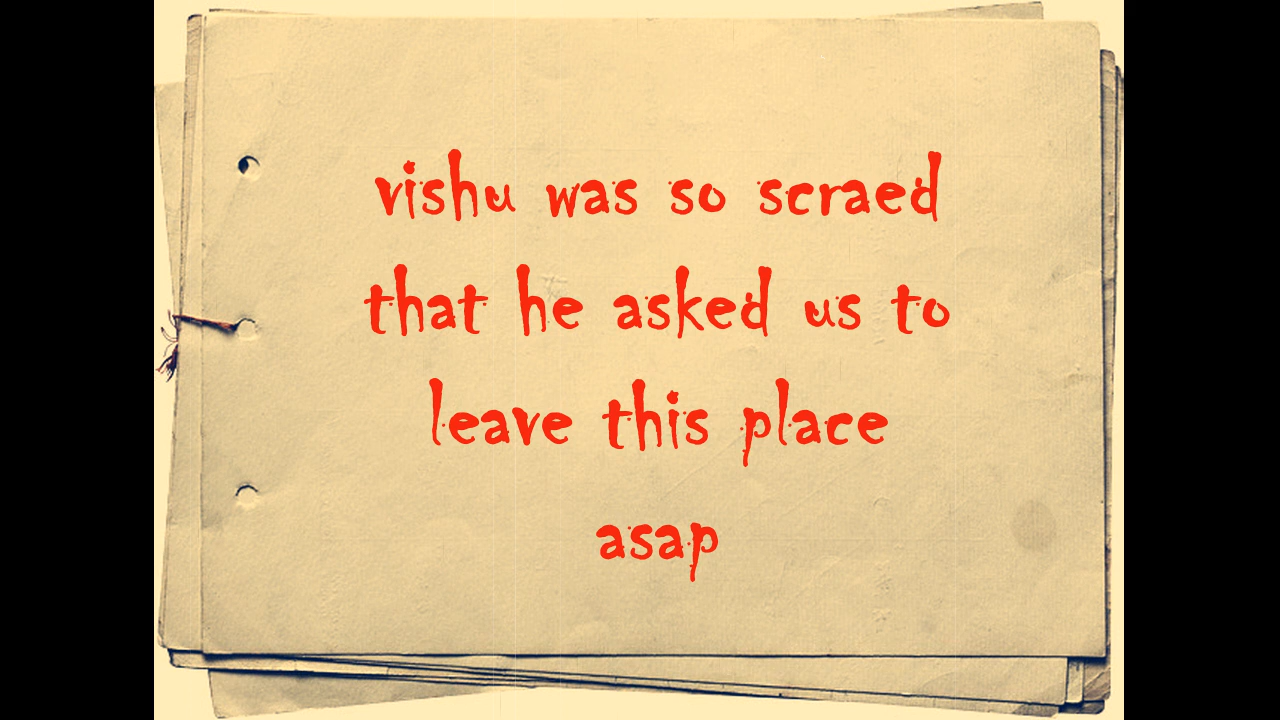 vishu was so scraed
that he asked us to
leave this place
asap